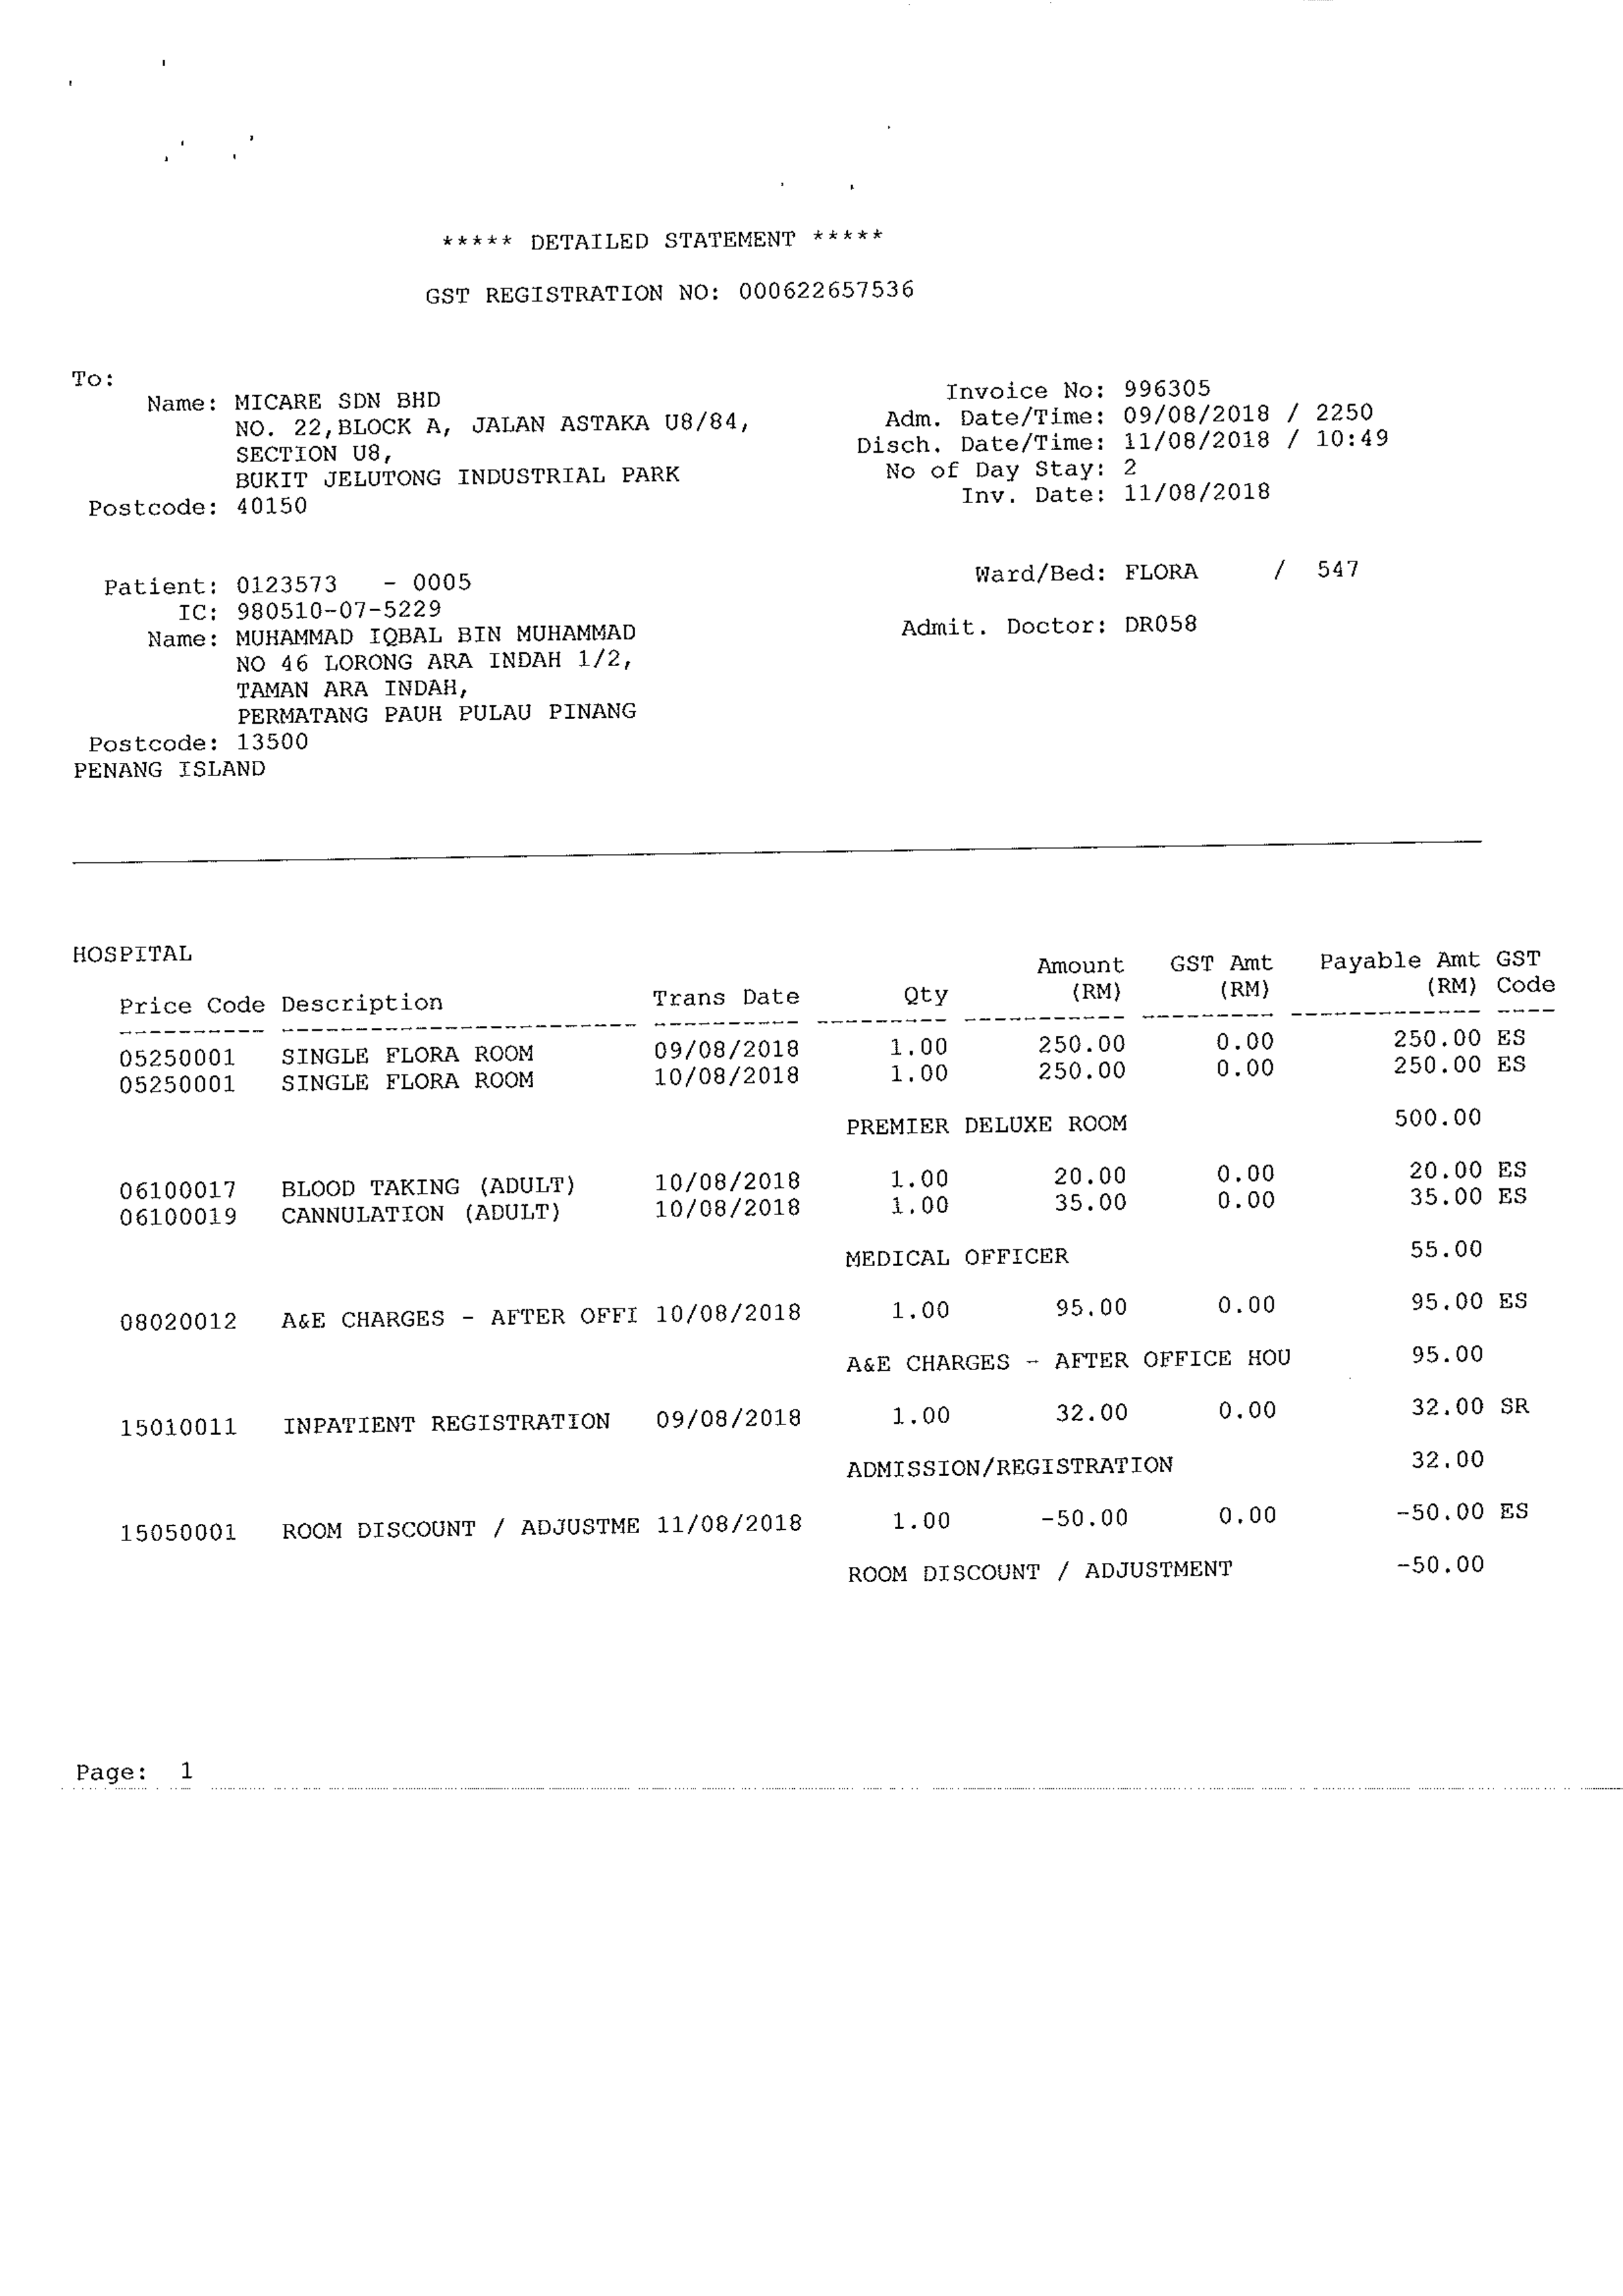 ***** DETAILED STATEMENT *****
GST REGISTRATION NO: 000622657536
To:
Name: MICARE SDN BHD
NO. 22,BLOCK A, JALAN ASTAKA U8/84,
SECTION U8,
BUKIT JELUTONG INDUSTRIAL PARK
Postcode: 40150
Invoice No: 996305
Adm. Date/Time: 09/08/2018 / 2250
Disch. Date/Time: 11/08/2018 / 10:49
No of Day Stay: 2
Inv. Date: 11/08/2018
Patient: 0123573 - 0005
IC: 980510-07-5229
Name: MUHAMMAD IQBAL BIN MUHAMMAD
NO 46 LORONG ARA INDAH 1/2,
TAMAN ARA INDAH,
PERMATANG PAUH PULAU PINANG
Postcode: 13500
PENANG ISLAND
Ward/Bed: FLORA / 547
Admit. Doctor: DR058
HOSPITAL
Amount GST Amt Payable Amt GST
Price Code Description Trans Date Qty (RM) (RM) (RM) Code
05250001 SINGLE FLORA ROOM 09/08/2018 1.00 250.00 0.00 250.00 ES
05250001 SINGLE FLORA ROOM 10/08/2018 1.00 250.00 0.00 250.00 ES
PREMIER DELUXE ROOM 500.00
06100017 BLOOD TAKING (ADULT) 10/08/2018 1.00 20.00 0.00 20.00 ES
06100019 CANNULATION (ADULT) 10/08/2018 1.00 35.00 0.00 35.00 ES
MEDICAL OFFICER 55.00
08020012 A&E CHARGES - AFTER OFFI 10/08/2018 1.00 95.00 0.00 95.00 ES
A&E CHARGES - AFTER OFFICE HOU 95.00
15010011 INPATIENT REGISTRATION 09/08/2018 1.00 32.00 0.00 32.00 SR
ADMISSION/REGISTRATION 32.00
15050001 ROOM DISCOUNT / ADJUSTME 11/08/2018 1.00 -50.00 0.00 -50.00 ES
ROOM DISCOUNT / ADJUSTMENT -50.00
Page: 1